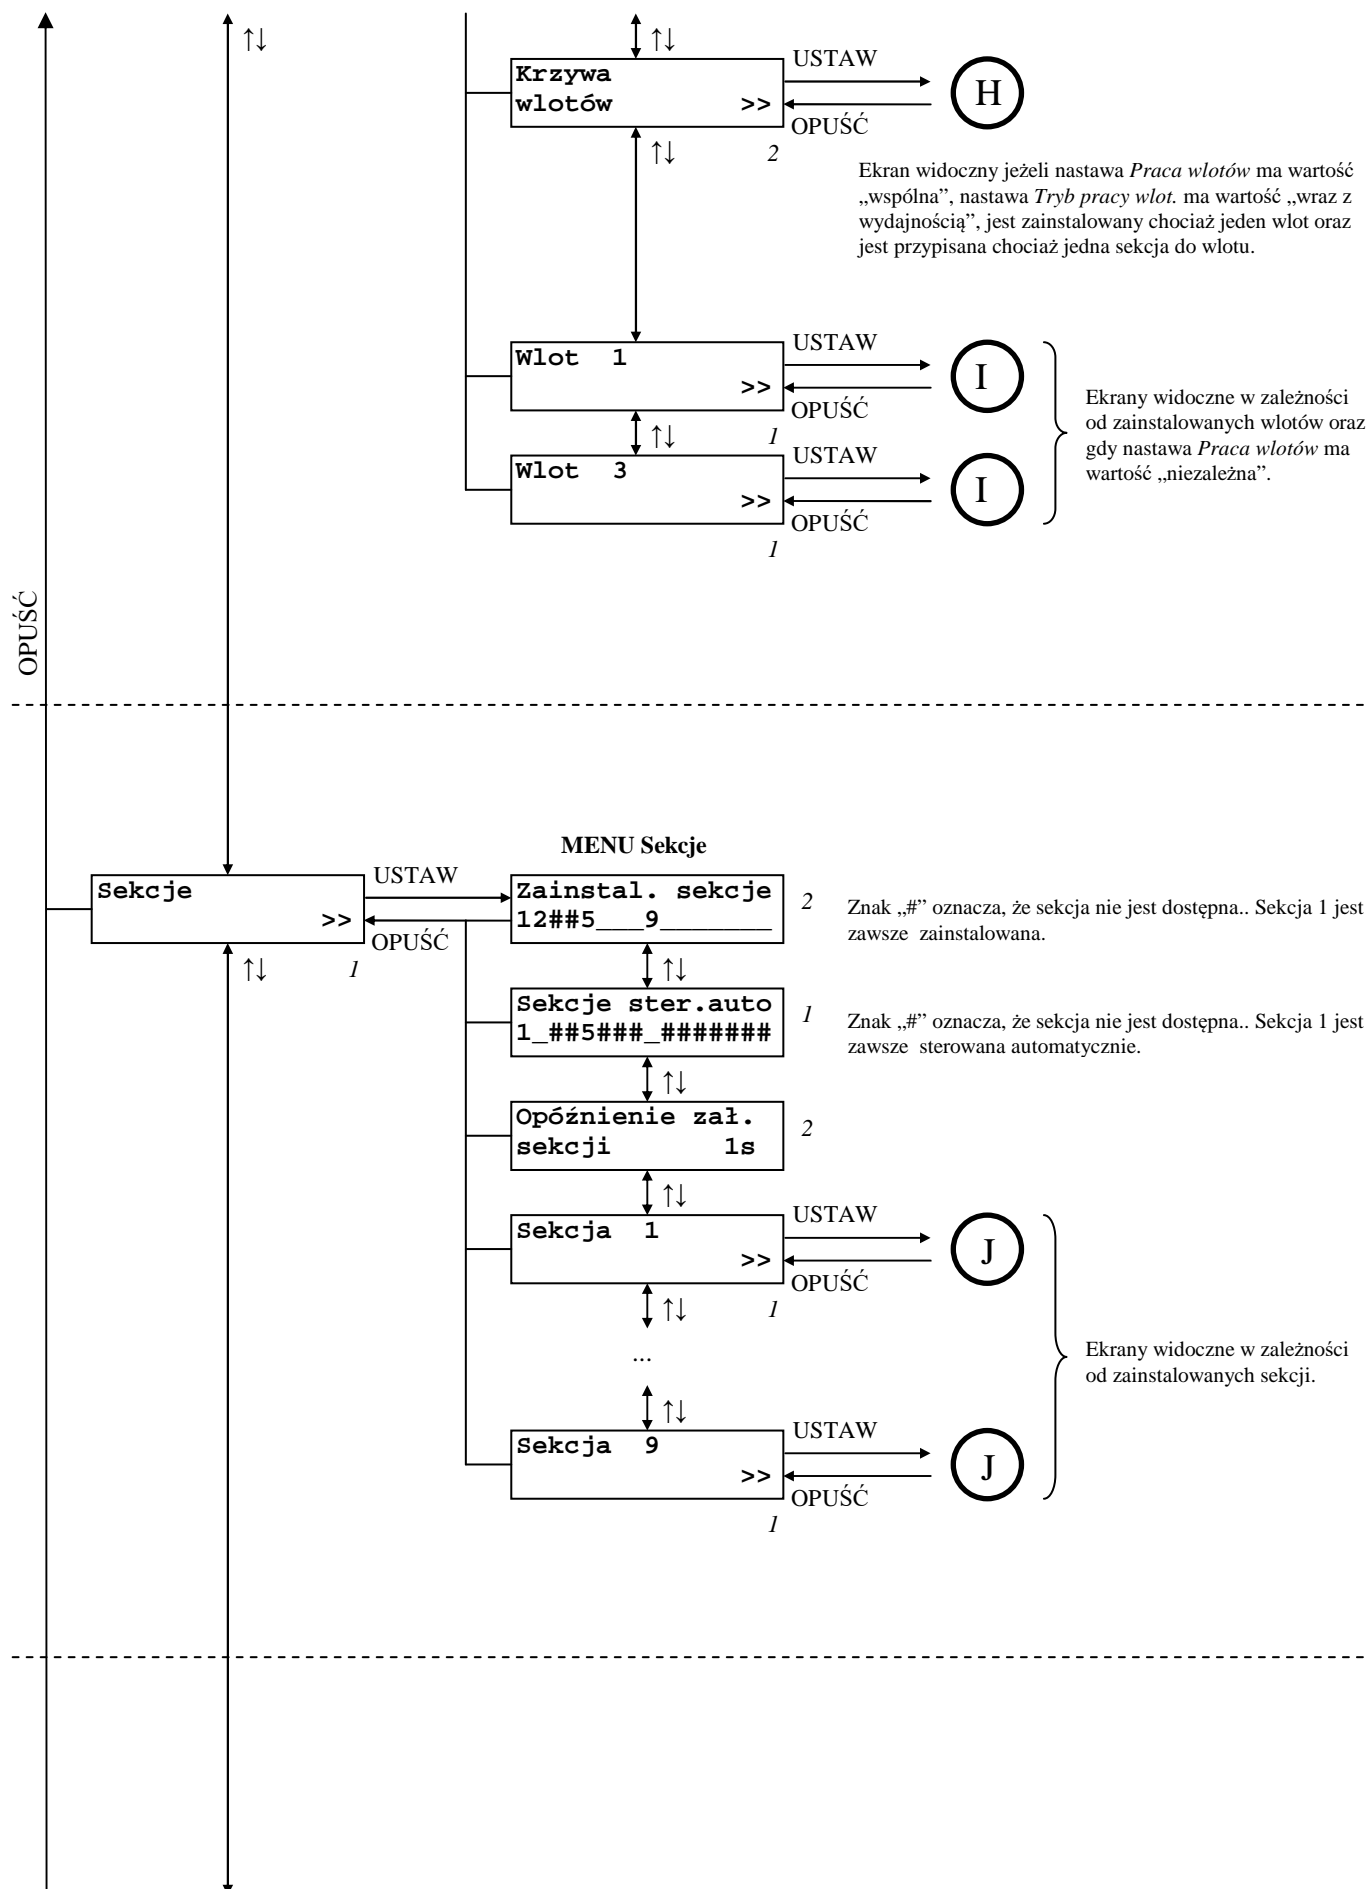 ↑↓
↑↓
Krzywa
wlotów >>
USTAW
OPUŚĆ
H
↑↓
2
Ekran widoczny jeżeli nastawa Praca wlotów ma wartość
„wspólna”, nastawa Tryb pracy wlot. ma wartość „wraz z
wydajnością”, jest zainstalowany chociaż jeden wlot oraz
jest przypisana chociaż jedna sekcja do wlotu.
Wlot 1
>>
USTAW
OPUŚĆ
I
↑↓
1
Wlot 3
>>
USTAW
OPUŚĆ
I
1
Ekrany widoczne w zależności
od zainstalowanych wlotów oraz
gdy nastawa Praca wlotów ma
wartość „niezależna”.
OPUŚĆ
MENU Sekcje
Sekcje
>>
USTAW
OPUŚĆ
↑↓
1
Zainstal. sekcje
12##5___9_______
2
Znak „#” oznacza, że sekcja nie jest dostępna.. Sekcja 1 jest
zawsze zainstalowana.
↑↓
Sekcje ster.auto
1_##5###_#######
1
Znak „#” oznacza, że sekcja nie jest dostępna.. Sekcja 1 jest
zawsze sterowana automatycznie.
↑↓
Opóźnienie zał.
sekcji 1s
2
↑↓
Sekcja 1
>>
USTAW
OPUŚĆ
J
↑↓
1
...
Ekrany widoczne w zależności
od zainstalowanych sekcji.
↑↓
Sekcja 9
>>
USTAW
OPUŚĆ
J
1